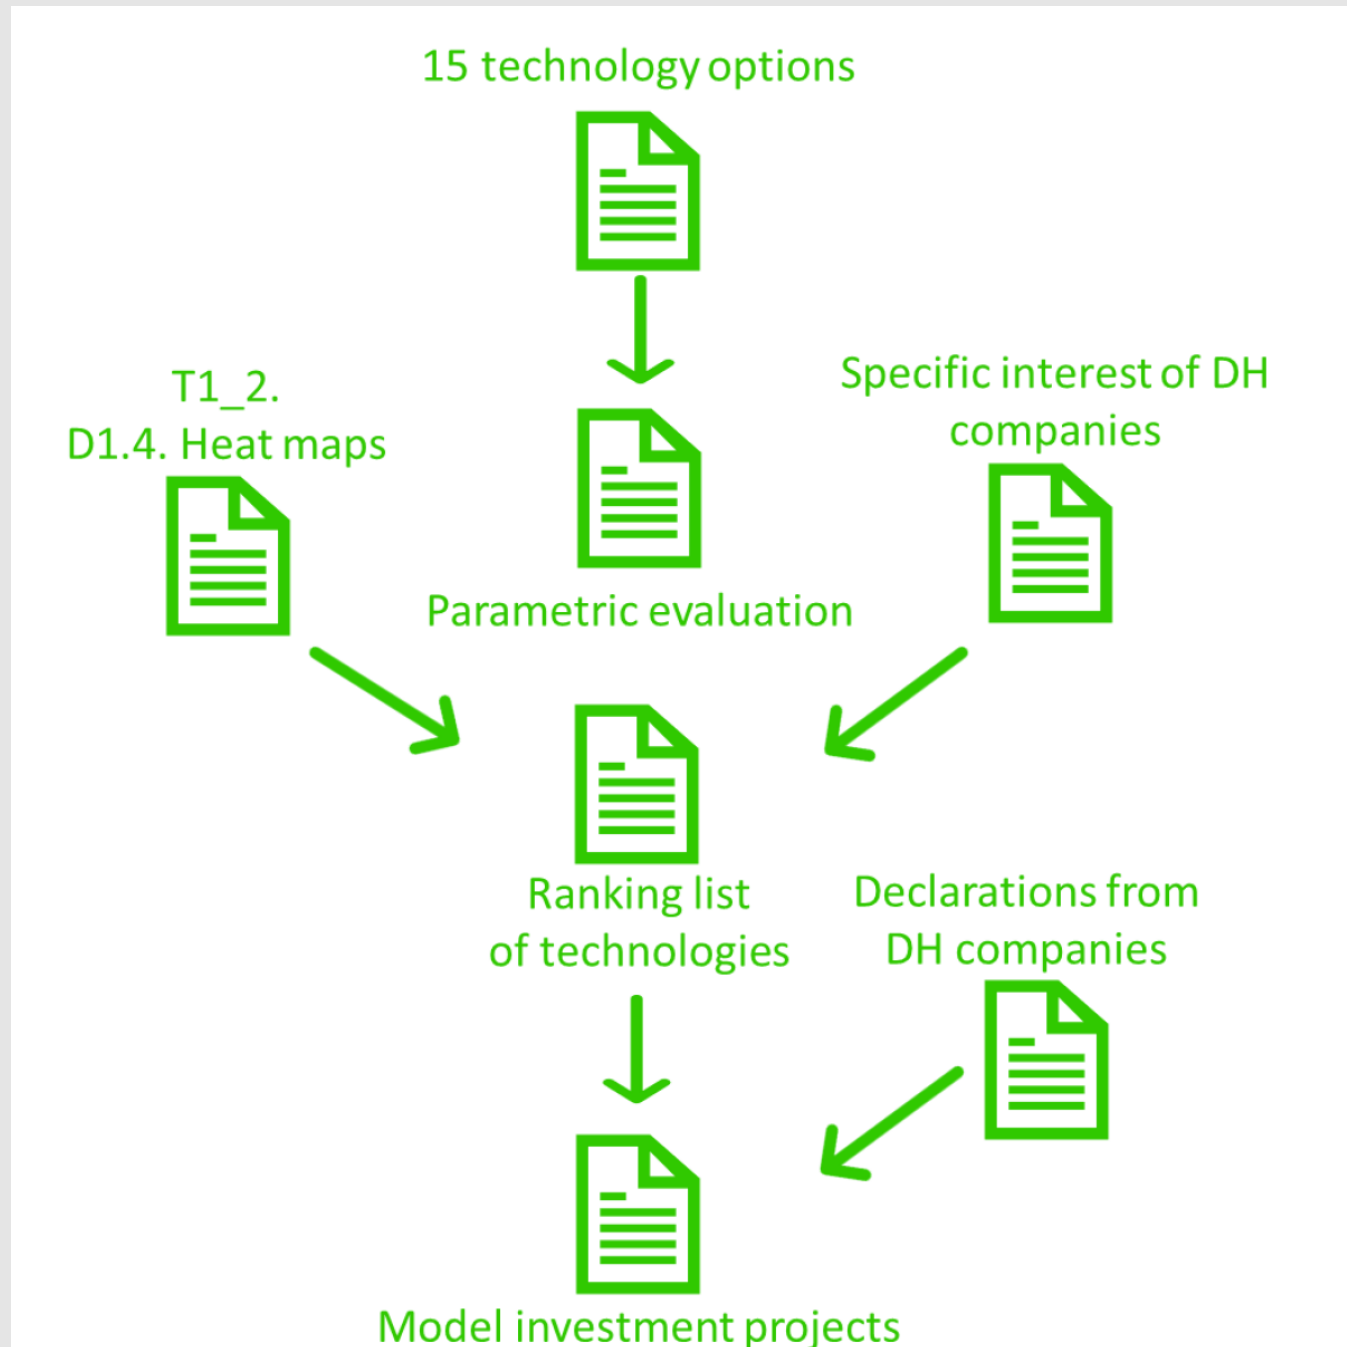 15 technology options
T1_2.
D1.4. Heat maps
Specific interest of DH
companies
Parametric evaluation
Ranking list
of technologies
Declarations from
DH companies
Model investment projects